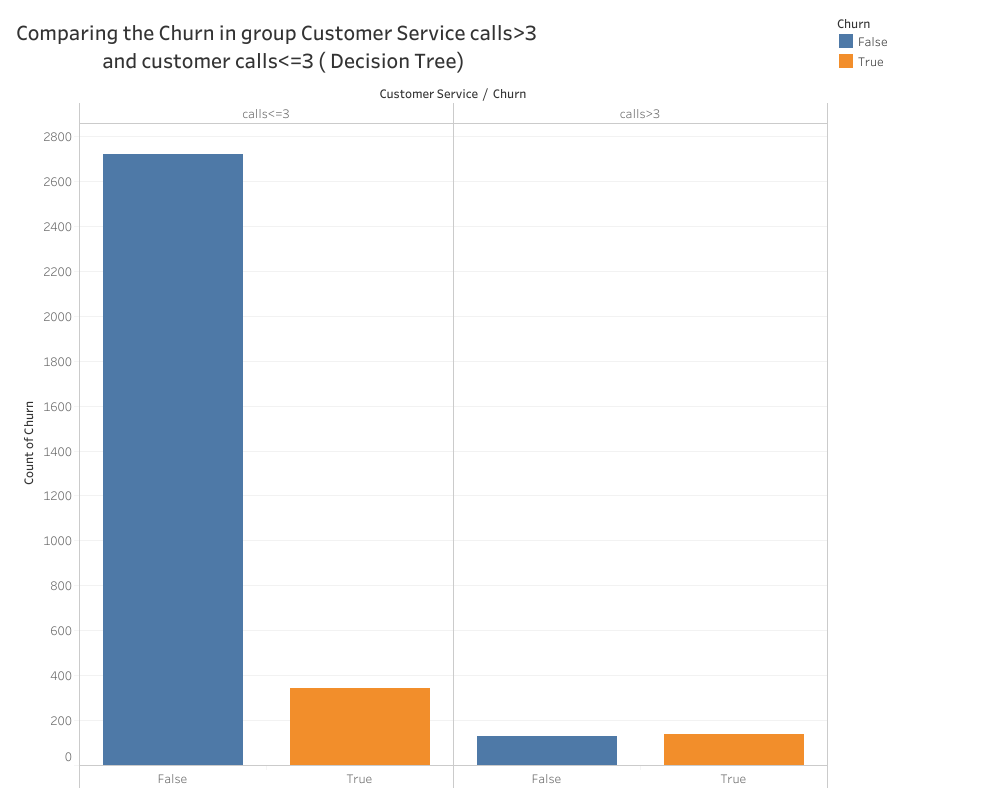 Comparing the Churn in group Customer Service calls>3
and customer calls<=3 ( Decision Tree)
Churn
False
True
Customer Service / Churn
calls<=3
calls>3
2800
2600
2400
2200
2000
1800
1600
1400
1200
1000
800
600
400
200
0
Count of Churn
False
True
False
True